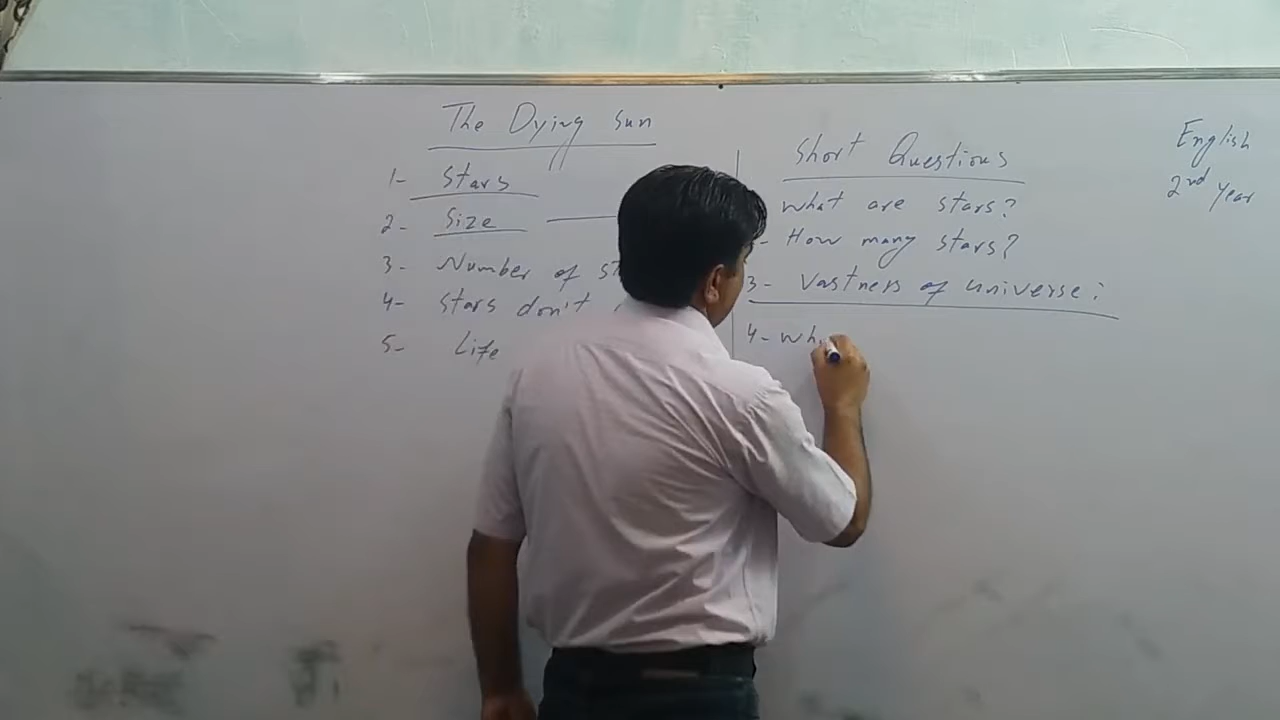 The Dying Sun
1- Stars
2- Size
3- Number of
4- Stars don't
5- Life
Short Questions
What are stars?
- How many stars?
3- Vastness of universe:
4- Wh
English
2nd Year